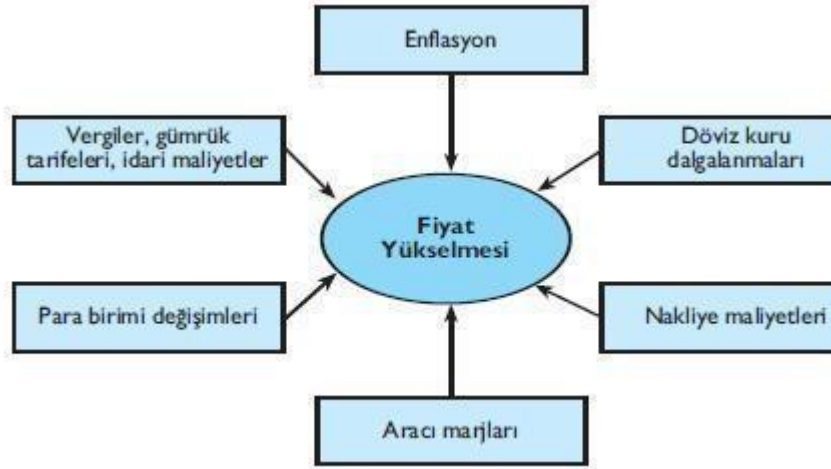 Enflasyon
Vergiler, gümrük
tarifeleri, idari maliyetler
Döviz kuru
dalgalanmaları
Fiyat
Yükselmesi
Para birimi değişimleri
Nakliye maliyetleri
Aracı marjları